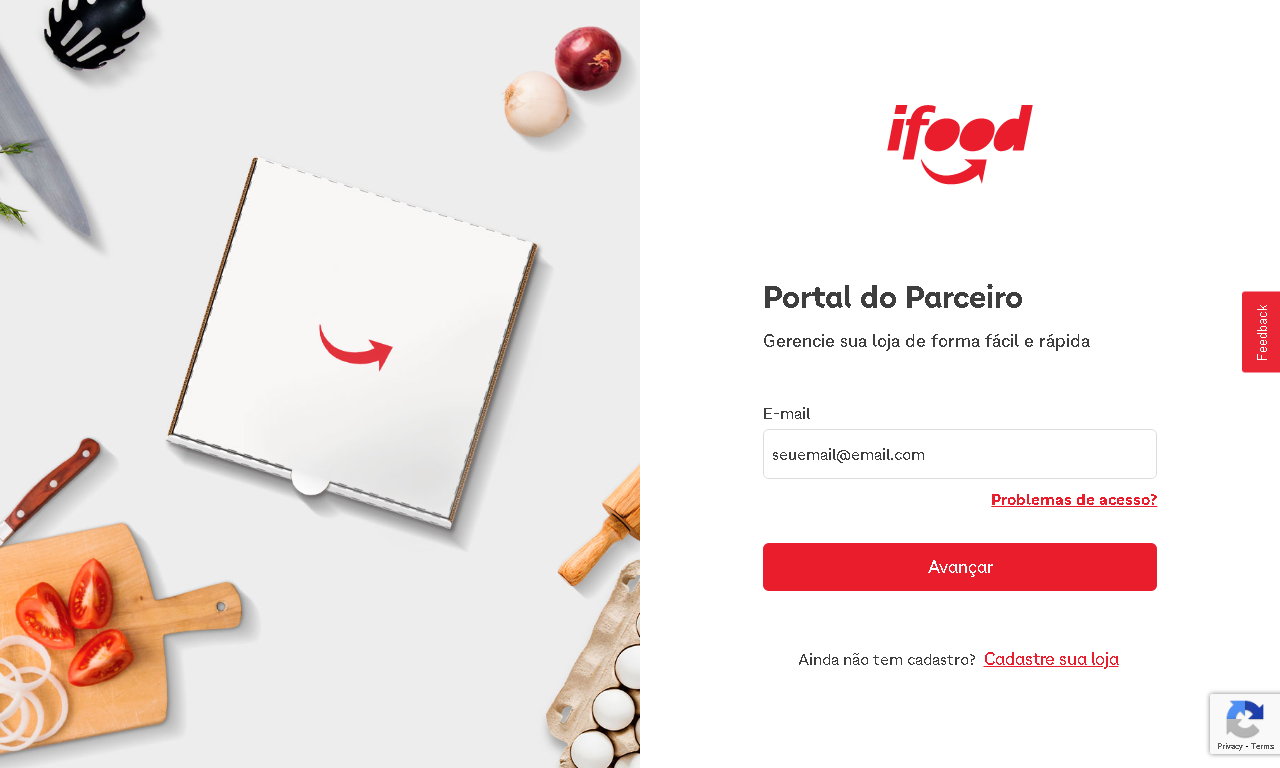 ifood
Portal do Parceiro
Gerencie sua loja de forma fácil e rápida
Feedback
E-mail
seuemail@email.com
Problemas de acesso?
Avançar
Ainda não tem cadastro? Cadastre sua loja
Privacy - Terms